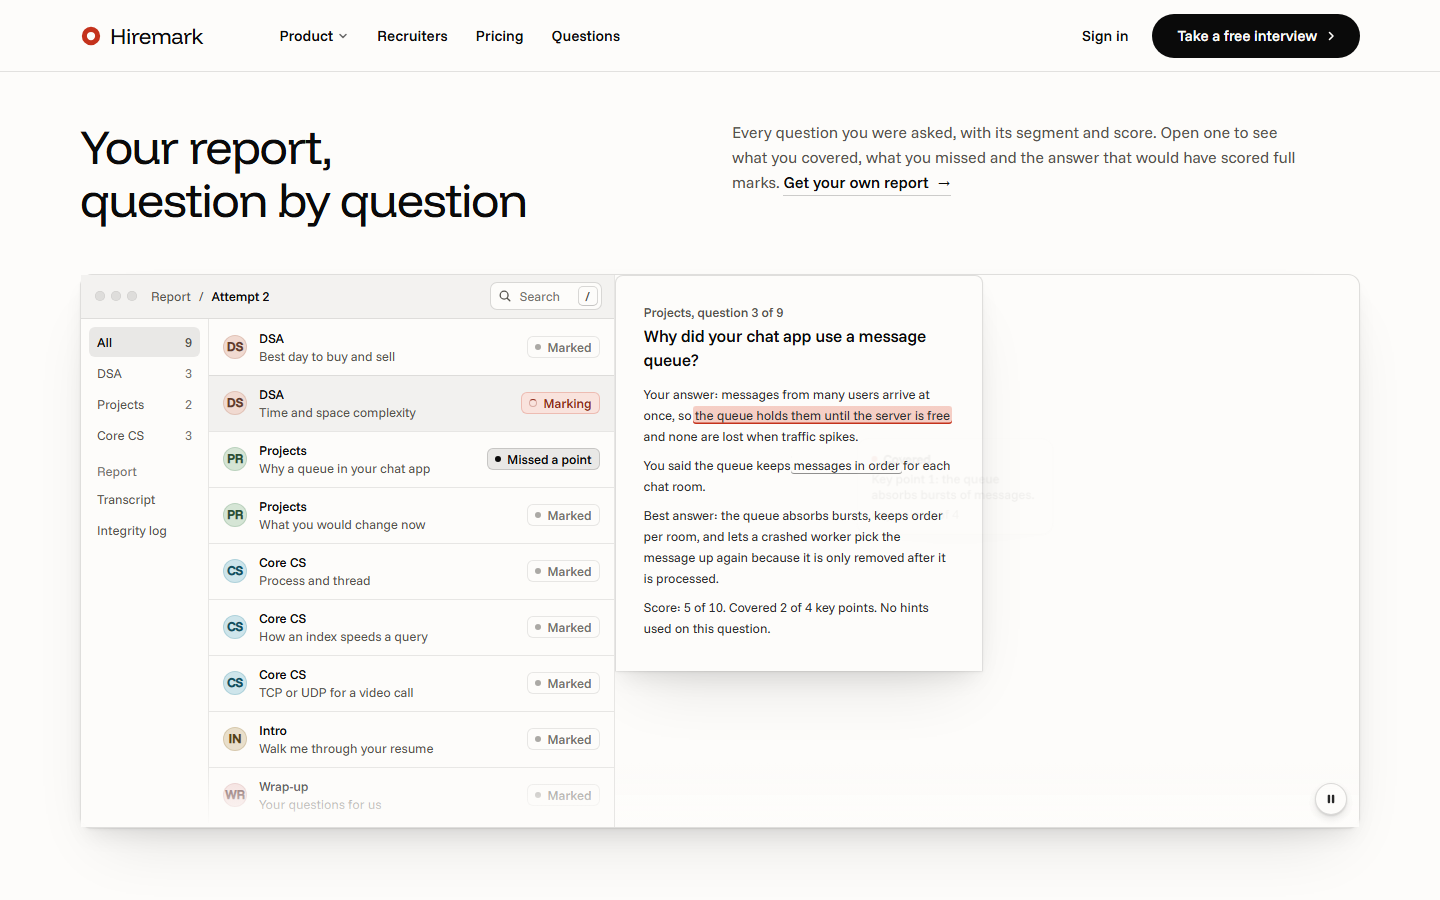 Hiremark
Product
Recruiters
Pricing
Questions
Sign in
Take a free interview
Your report,
question by question
Every question you were asked, with its segment and score. Open one to see
what you covered, what you missed and the answer that would have scored full
marks. Get your own report →
Report / Attempt 2
Search /
All 9
DSA 3
Projects 2
Core CS 3
Report
Transcript
Integrity log
DS DSA
Best day to buy and sell
Marked
DS DSA
Time and space complexity
Marking
PR Projects
Why a queue in your chat app
Missed a point
PR Projects
What you would change now
Marked
CS Core CS
Process and thread
Marked
CS Core CS
How an index speeds a query
Marked
CS Core CS
TCP or UDP for a video call
Marked
IN Intro
Walk me through your resume
Marked
WR Wrap-up
Your questions for us
Marked
Projects, question 3 of 9
Why did your chat app use a message
queue?
Your answer: messages from many users arrive at
once, so the queue holds them until the server is free
and none are lost when traffic spikes.
You said the queue keeps messages in order for each
chat room.
Best answer: the queue absorbs bursts, keeps order
per room, and lets a crashed worker pick the
message up again because it is only removed after it
is processed.
Score: 5 of 10. Covered 2 of 4 key points. No hints
used on this question.
Covered
Key point 1: the queue
absorbs bursts of messages.